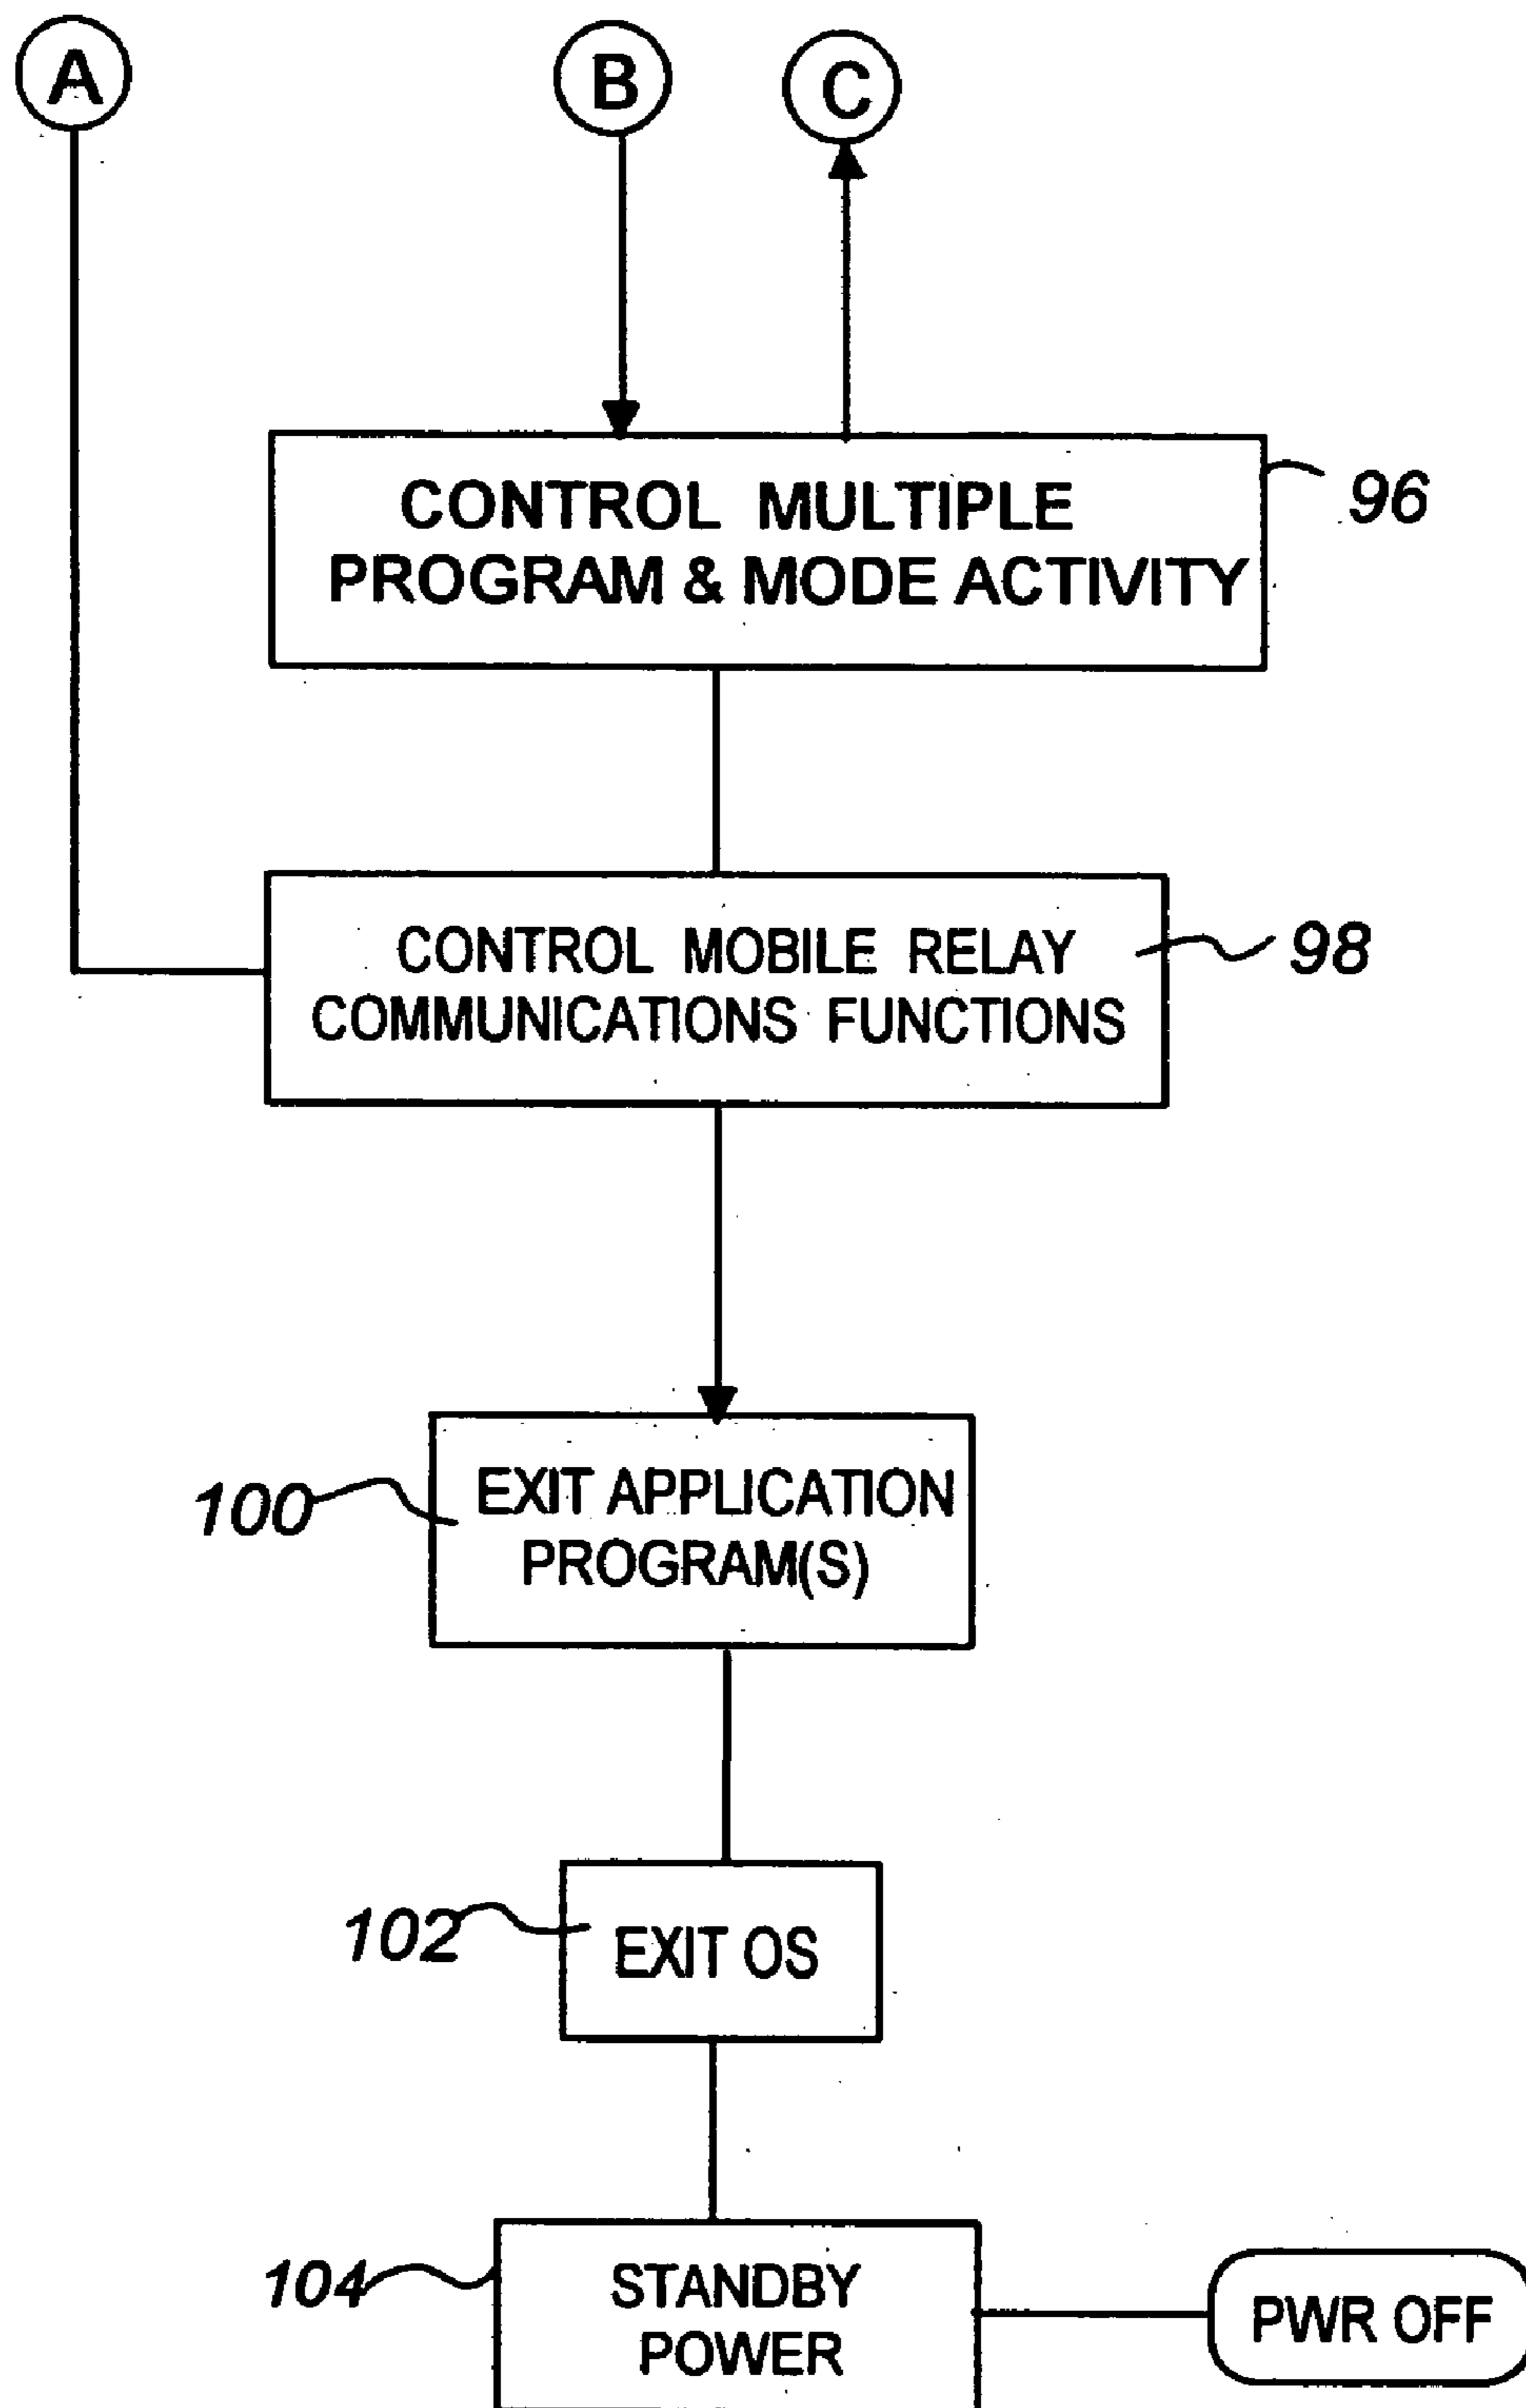 A
B
C
CONTROL MULTIPLE
PROGRAM & MODE ACTIVITY
96
CONTROL MOBILE RELAY
COMMUNICATIONS FUNCTIONS
98
100
EXIT APPLICATION
PROGRAM(S)
102
EXIT OS
104
STANDBY
POWER
PWR OFF